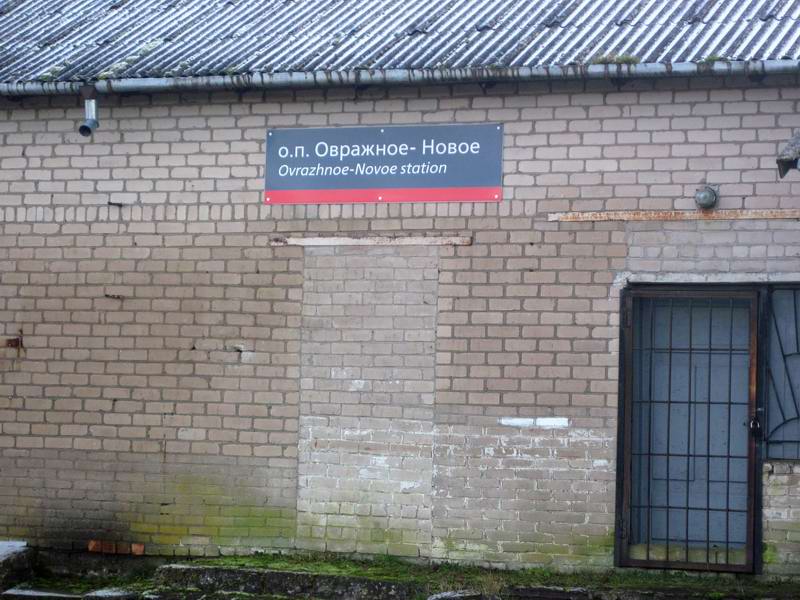 о.п. Овражное- Новое
Ovrazhnoe-Novoe station